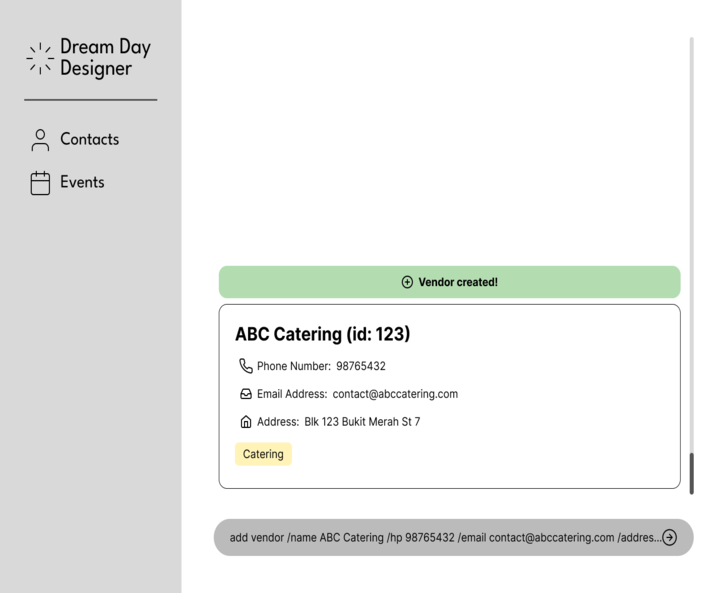 Dream Day
Designer
Contacts
Events
Vendor created!
ABC Catering (id: 123)
Phone Number: 98765432
Email Address: contact@abccatering.com
Address: Blk 123 Bukit Merah St 7
Catering
add vendor /name ABC Catering /hp 98765432 /email contact@abccatering.com /addres...